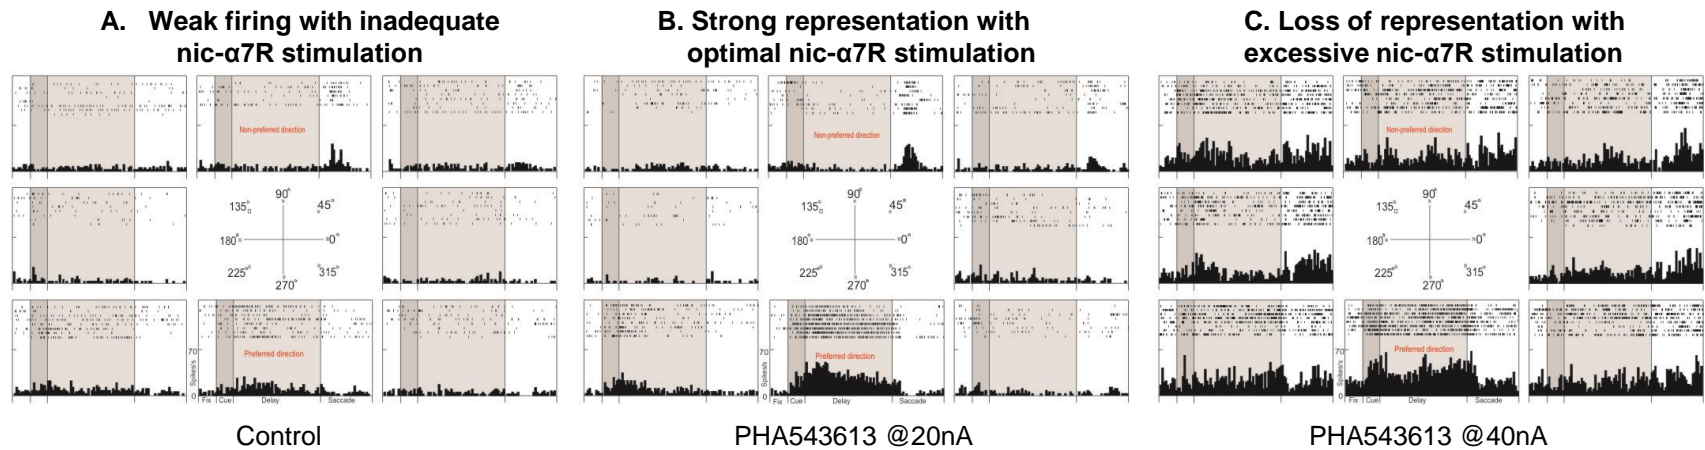 A. Weak firing with inadequate
nic-α7R stimulation
Non-preferred direction
90°
135°
45°
180°
0°
225°
315°
270°
70
Spikes/s
0
Preferred direction
Fix
Cue
Delay
Saccade
Control
B. Strong representation with
optimal nic-α7R stimulation
Non-preferred direction
90°
135°
45°
180°
0°
225°
315°
270°
70
Spikes/s
0
Preferred direction
Fix
Cue
Delay
Saccade
PHA543613 @20nA
C. Loss of representation with
excessive nic-α7R stimulation
Non-preferred direction
90°
135°
45°
180°
0°
225°
315°
270°
70
Spikes/s
0
Preferred direction
Fix
Cue
Delay
Saccade
PHA543613 @40nA